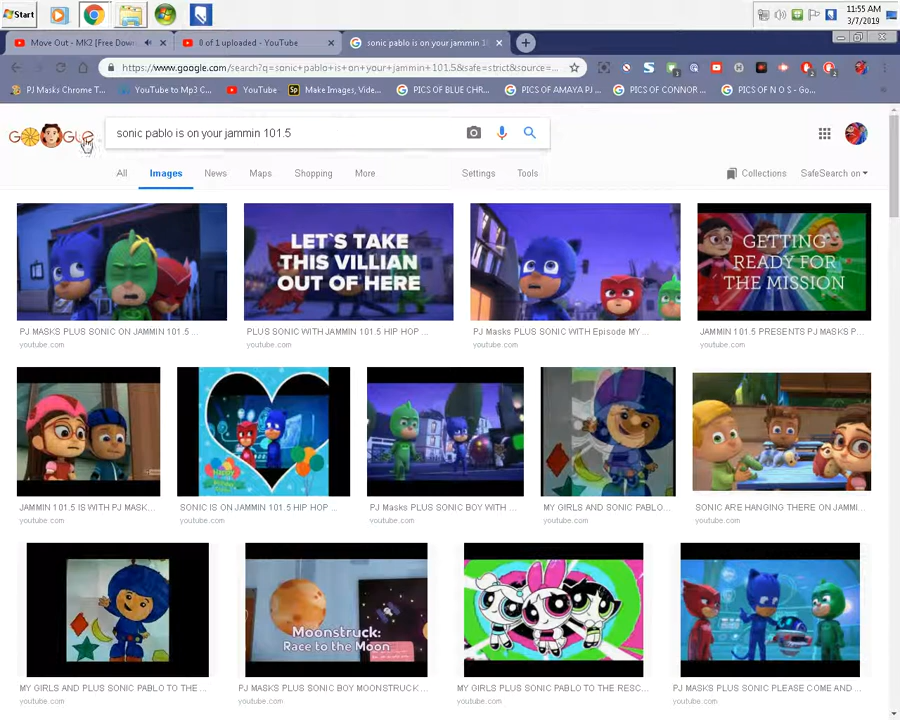 Start
11:55 AM
3/7/2019
Move Out - MK2 [Free Down
0 of 1 uploaded - YouTube
sonic pablo is on your jammin 10
https://www.google.com/search?q=sonic+pablo+is+on+your+jammin+101.5&safe=strict&source=...
PJ Masks Chrome T...
YouTube to Mp3 C...
YouTube
Sp Make Images, Vide...
PICS OF BLUE CHR...
PICS OF AMAYA PJ ...
PICS OF CONNOR ...
PICS OF N O S - Go...
sonic pablo is on your jammin 101.5
All
Images
News
Maps
Shopping
More
Settings
Tools
Collections
SafeSearch on
LET`S TAKE
THIS VILLIAN
OUT OF HERE
GETTING
READY FOR
THE MISSION
PJ MASKS PLUS SONIC ON JAMMIN 101.5 ...
youtube.com
PLUS SONIC WITH JAMMIN 101.5 HIP HOP ...
youtube.com
PJ Masks PLUS SONIC WITH Episode MY ...
youtube.com
JAMMIN 101.5 PRESENTS PJ MASKS P...
youtube.com
JAMMIN 101.5 IS WITH PJ MASK...
youtube.com
SONIC IS ON JAMMIN 101.5 HIP HOP ...
youtube.com
PJ Masks PLUS SONIC BOY WITH ...
youtube.com
MY GIRLS AND SONIC PABLO...
youtube.com
SONIC ARE HANGING THERE ON JAMMI...
youtube.com
Moonstruck:
Race to the Moon
MY GIRLS AND PLUS SONIC PABLO TO THE ...
youtube.com
PJ MASKS PLUS SONIC BOY MOONSTRUCK ...
youtube.com
MY GIRLS PLUS SONIC PABLO TO THE RESC...
youtube.com
PJ MASKS PLUS SONIC PLEASE COME AND ...
youtube.com